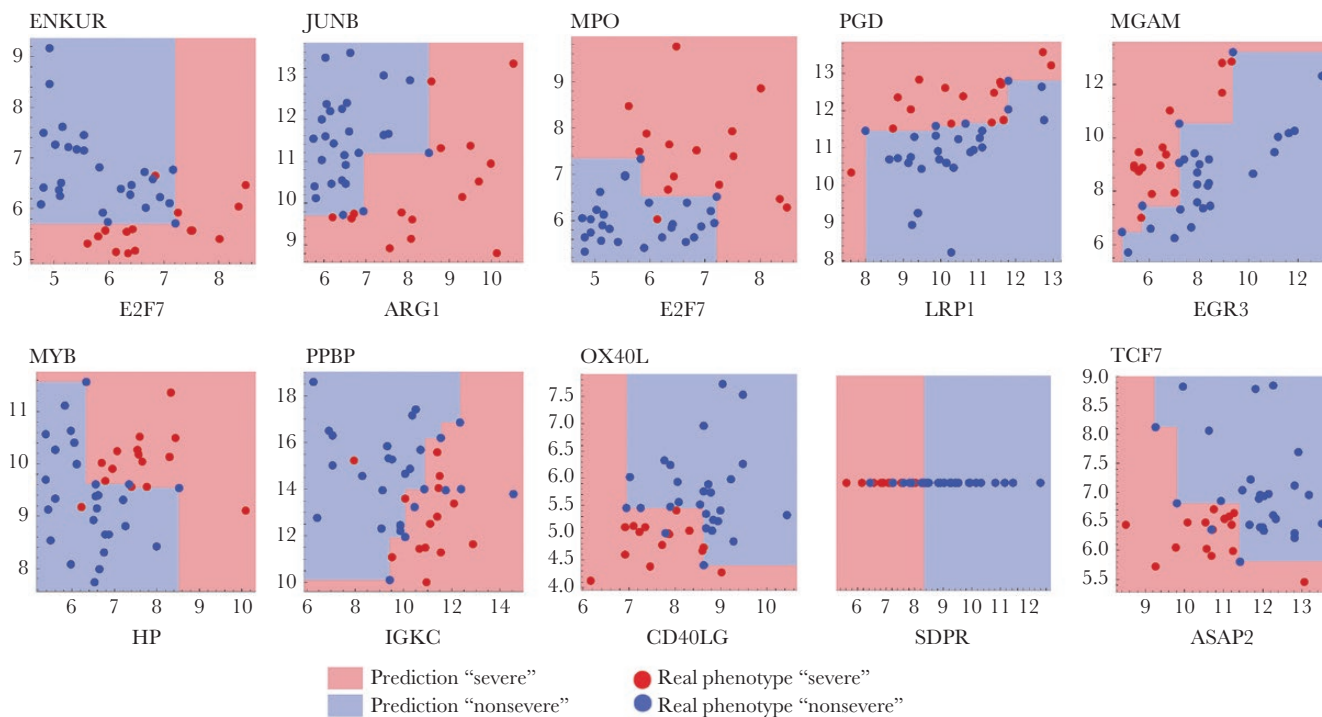 ENKUR JUNB MPO PGD MGAM
9
8
7
6
5
5 6 7 8
E2F7
13
12
11
10
9
6 7 8 9 10
ARG1
9
8
7
6
5 6 7 8
E2F7
13
12
11
10
9
8
8 9 10 11 12 13
LRP1
12
10
8
6
6 8 10 12
EGR3
MYB PPBP OX40L TCF7
11
10
9
8
6 7 8 9 10
HP
18
16
14
12
10
6 8 10 12 14
IGKC
7.5
7.0
6.5
6.0
5.5
5.0
4.5
4.0
6 7 8 9 10
CD40LG
6 7 8 9 10 11 12
SDPR
9.0
8.5
8.0
7.5
7.0
6.5
6.0
5.5
9 10 11 12 13
ASAP2
Prediction “severe” Real phenotype “severe”
Prediction “nonsevere” Real phenotype “nonsevere”